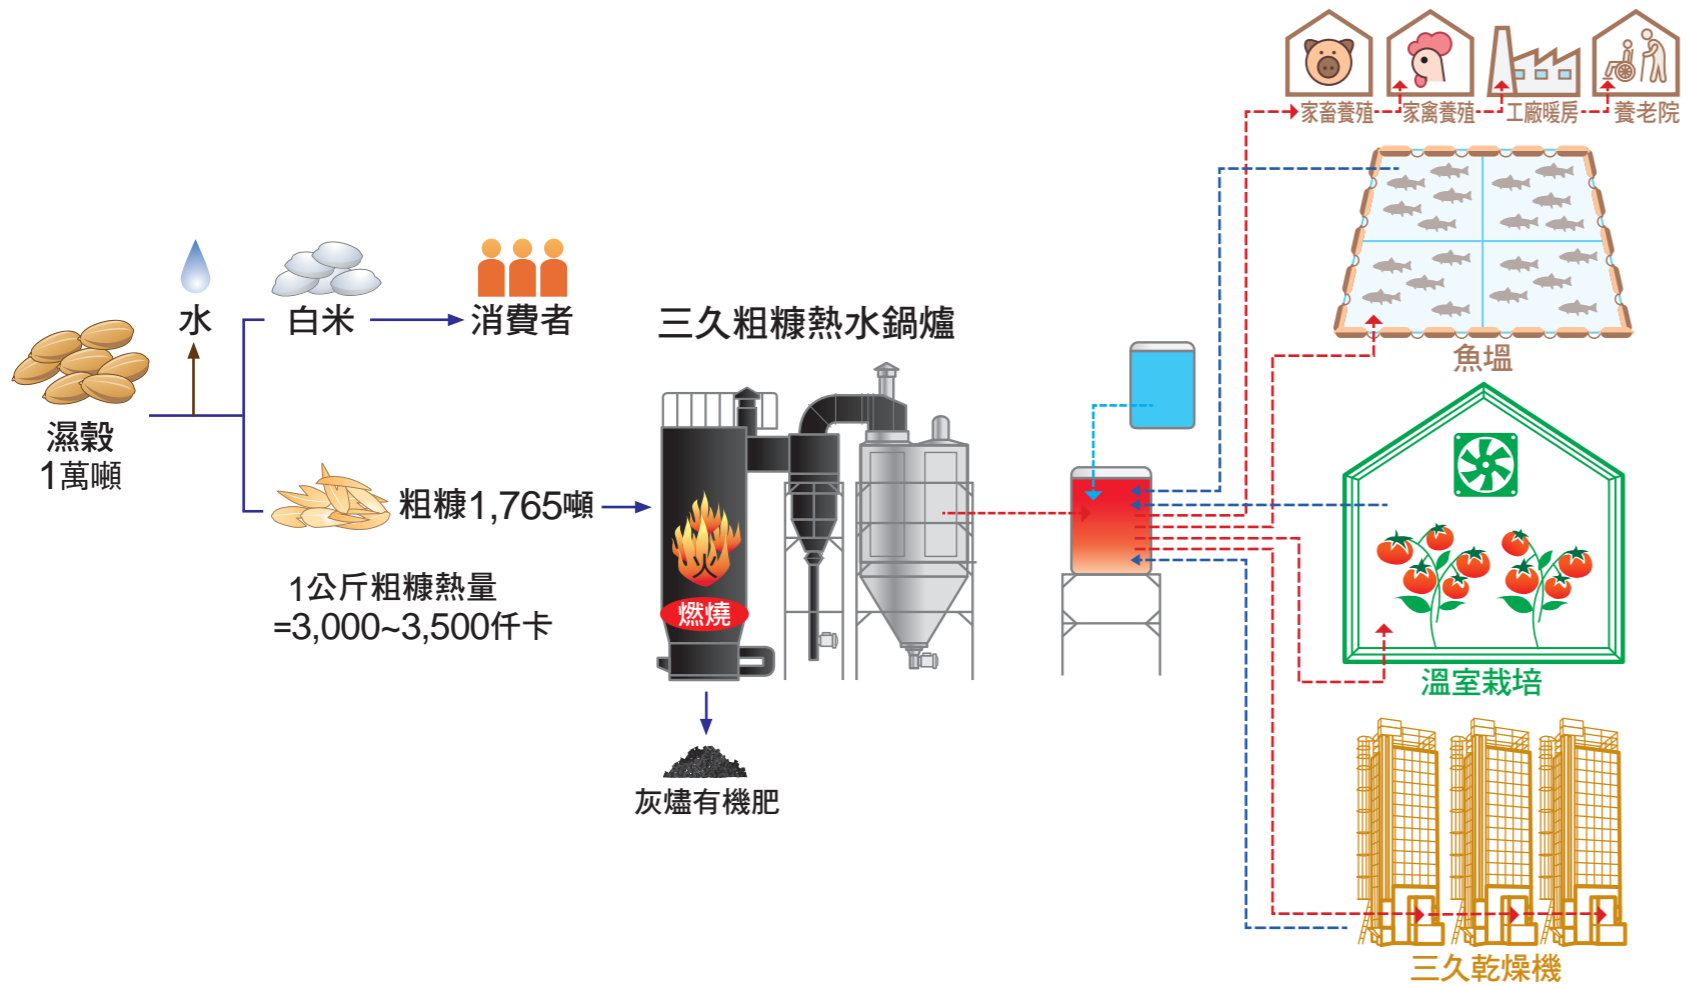 家畜養殖
家禽養殖
工廠暖房
養老院
魚塭
水
白米
消費者
三久粗糠熱水鍋爐
濕穀
1萬噸
粗糠1,765噸
1公斤粗糠熱量
=3,000~3,500仟卡
火
燃燒
灰燼有機肥
溫室栽培
三久乾燥機